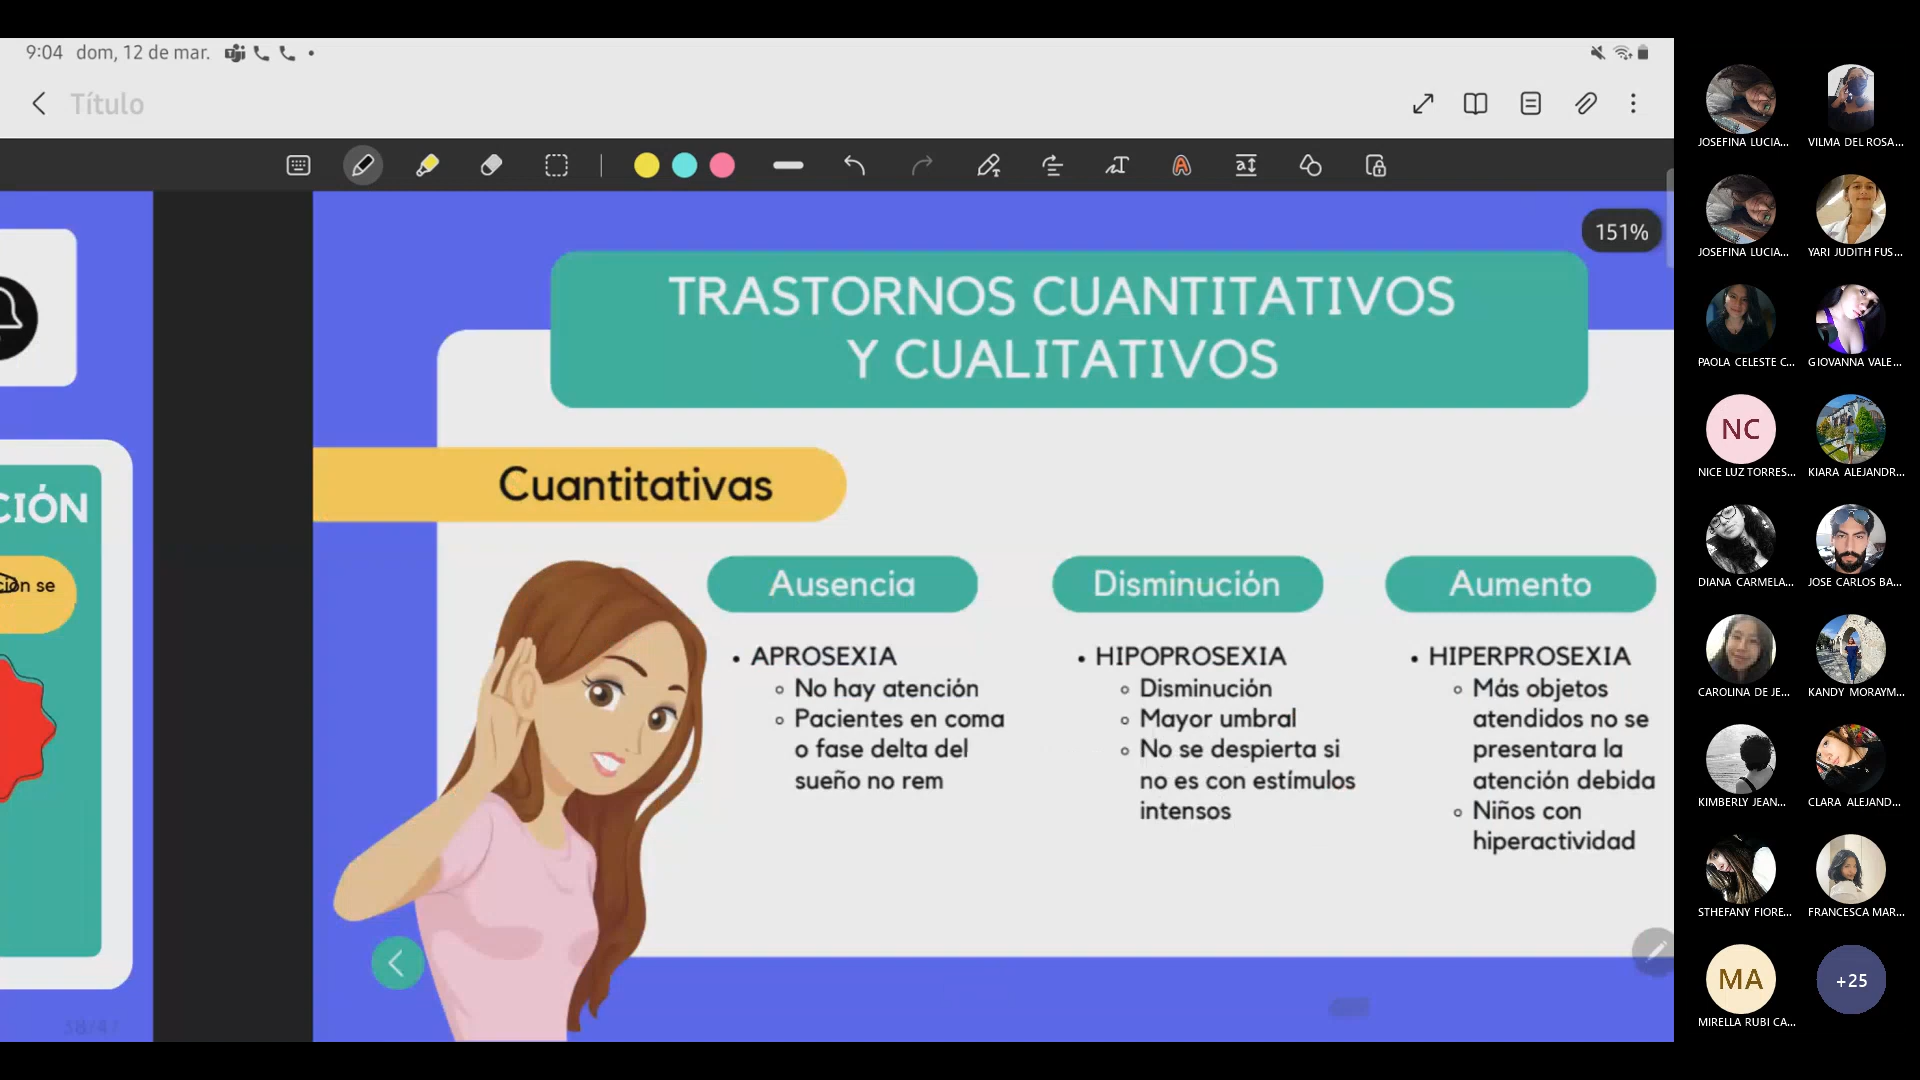 9:04 dom, 12 de mar.
Título
151%
TRASTORNOS CUANTITATIVOS
Y CUALITATIVOS
Cuantitativas
CIÓN
ción se
Ausencia
• APROSEXIA
◦ No hay atención
◦ Pacientes en coma
o fase delta del
sueño no rem
Disminución
• HIPOPROSEXIA
◦ Disminución
◦ Mayor umbral
◦ No se despierta si
no es con estímulos
intensos
Aumento
• HIPERPROSEXIA
◦ Más objetos
atendidos no se
presentara la
atención debida
◦ Niños con
hiperactividad
JOSEFINA LUCIA...
VILMA DEL ROSA...
JOSEFINA LUCIA...
YARI JUDITH FUS...
PAOLA CELESTE C...
GIOVANNA VALE...
NC
NICE LUZ TORRES...
KIARA ALEJANDR...
DIANA CARMELA...
JOSE CARLOS BA...
CAROLINA DE JE...
KANDY MORAYM...
KIMBERLY JEAN...
CLARA ALEJAND...
STHEFANY FIORE...
FRANCESCA MAR...
MA
MIRELLA RUBI CA...
+25